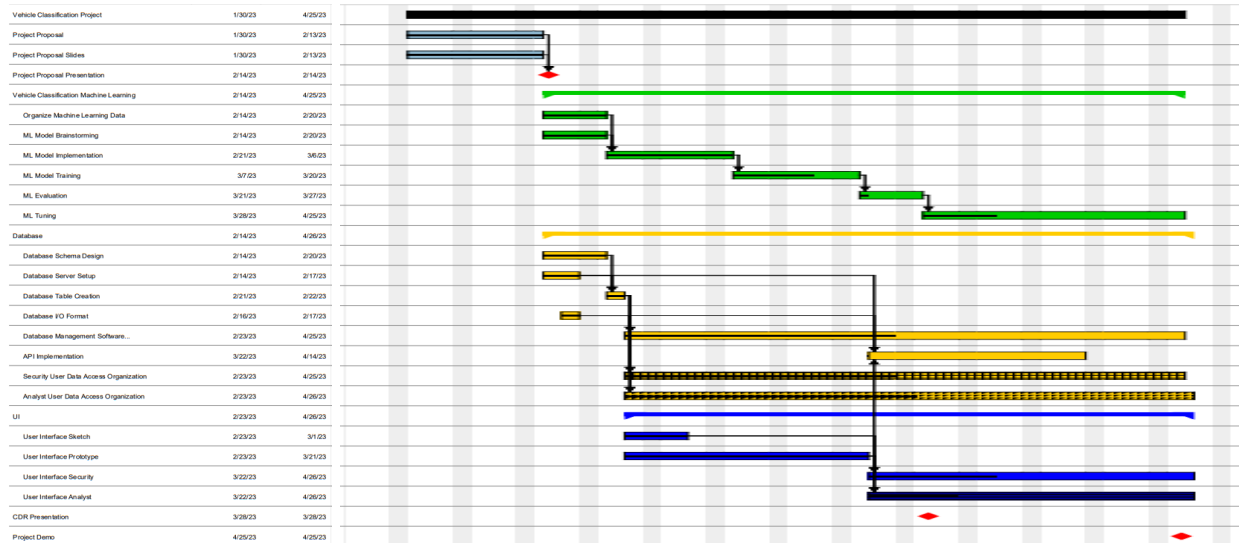 Vehicle Classification Project 1/30/23 4/25/23
Project Proposal 1/30/23 2/13/23
Project Proposal Slides 1/30/23 2/13/23
Project Proposal Presentation 2/14/23 2/14/23
Vehicle Classification Machine Learning 2/14/23 4/25/23
Organize Machine Learning Data 2/14/23 2/20/23
ML Model Brainstorming 2/14/23 2/20/23
ML Model Implementation 2/21/23 3/6/23
ML Model Training 3/7/23 3/20/23
ML Evaluation 3/21/23 3/27/23
ML Tuning 3/28/23 4/25/23
Database 2/14/23 4/26/23
Database Schema Design 2/14/23 2/20/23
Database Server Setup 2/14/23 2/17/23
Database Table Creation 2/21/23 2/22/23
Database I/O Format 2/16/23 2/17/23
Database Management Software... 2/23/23 4/25/23
API Implementation 3/22/23 4/14/23
Security User Data Access Organization 2/23/23 4/25/23
Analyst User Data Access Organization 2/23/23 4/26/23
UI 2/23/23 4/26/23
User Interface Sketch 2/23/23 3/1/23
User Interface Prototype 2/23/23 3/21/23
User Interface Security 3/22/23 4/26/23
User Interface Analyst 3/22/23 4/26/23
CDR Presentation 3/28/23 3/28/23
Project Demo 4/25/23 4/25/23